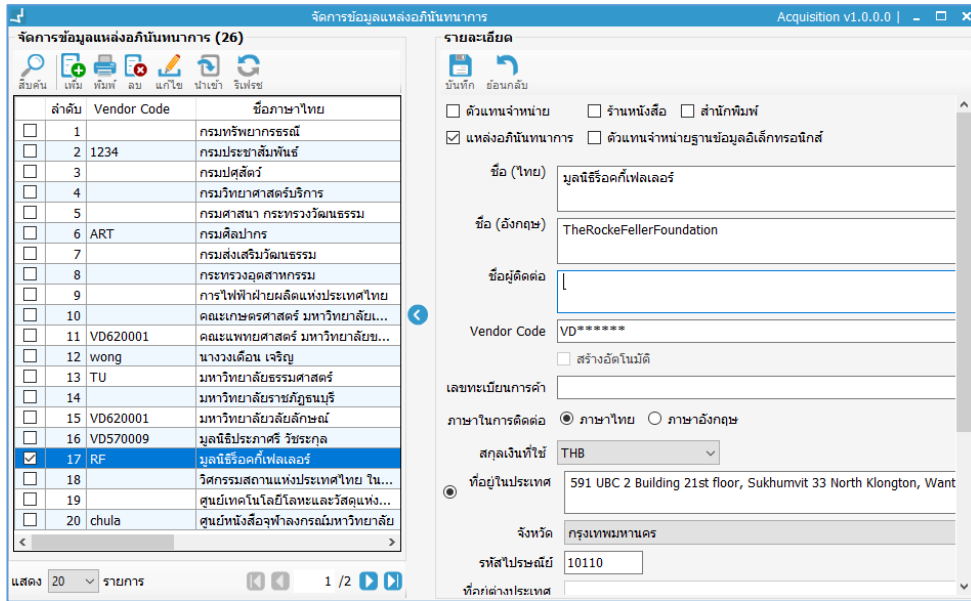 จัดการข้อมูลแหล่งอภินันทนาการ
Acquisition v1.0.0.0
จัดการข้อมูลแหล่งอภินันทนาการ (26)
สืบค้น เพิ่ม พิมพ์ ลบ แก้ไข นำเข้า รีเฟรช
ลำดับ Vendor Code ชื่อภาษาไทย
1 กรมทรัพยากรธรณี
2 1234 กรมประชาสัมพันธ์
3 กรมปศุสัตว์
4 กรมวิทยาศาสตร์บริการ
5 กรมศาสนา กระทรวงวัฒนธรรม
6 ART กรมศิลปากร
7 กรมส่งเสริมวัฒนธรรม
8 กระทรวงอุตสาหกรรม
9 การไฟฟ้าฝ่ายผลิตแห่งประเทศไทย
10 คณะเกษตรศาสตร์ มหาวิทยาลัยเ...
11 VD620001 คณะแพทยศาสตร์ มหาวิทยาลัยข...
12 wong นางวงเดือน เจริญ
13 TU มหาวิทยาลัยธรรมศาสตร์
14 มหาวิทยาลัยราชภัฏธนบุรี
15 VD620001 มหาวิทยาลัยวลัยลักษณ์
16 VD570009 มูลนิธิประภาศรี วัชระกุล
17 RF มูลนิธิร็อคกี้เฟลเลอร์
18 วิศกรรมสถานแห่งประเทศไทย ใน...
19 ศูนย์เทคโนโลยีโลหะและวัสดุแห่ง...
20 chula ศูนย์หนังสือจุฬาลงกรณ์มหาวิทยาลัย
แสดง 20 รายการ 1 /2
รายละเอียด
บันทึก ย้อนกลับ
ตัวแทนจำหน่าย ร้านหนังสือ สำนักพิมพ์
แหล่งอภินันทนาการ ตัวแทนจำหน่ายฐานข้อมูลอิเล็กทรอนิกส์
ชื่อ (ไทย) มูลนิธิร็อคกี้เฟลเลอร์
ชื่อ (อังกฤษ) TheRockeFellerFoundation
ชื่อผู้ติดต่อ
Vendor Code VD******
สร้างอัตโนมัติ
เลขทะเบียนการค้า
ภาษาในการติดต่อ ภาษาไทย ภาษาอังกฤษ
สกุลเงินที่ใช้ THB
ที่อยู่ในประเทศ 591 UBC 2 Building 21st floor, Sukhumvit 33 North Klongton, Want
จังหวัด กรุงเทพมหานคร
รหัสไปรษณีย์ 10110
ที่อยู่ต่างประเทศ